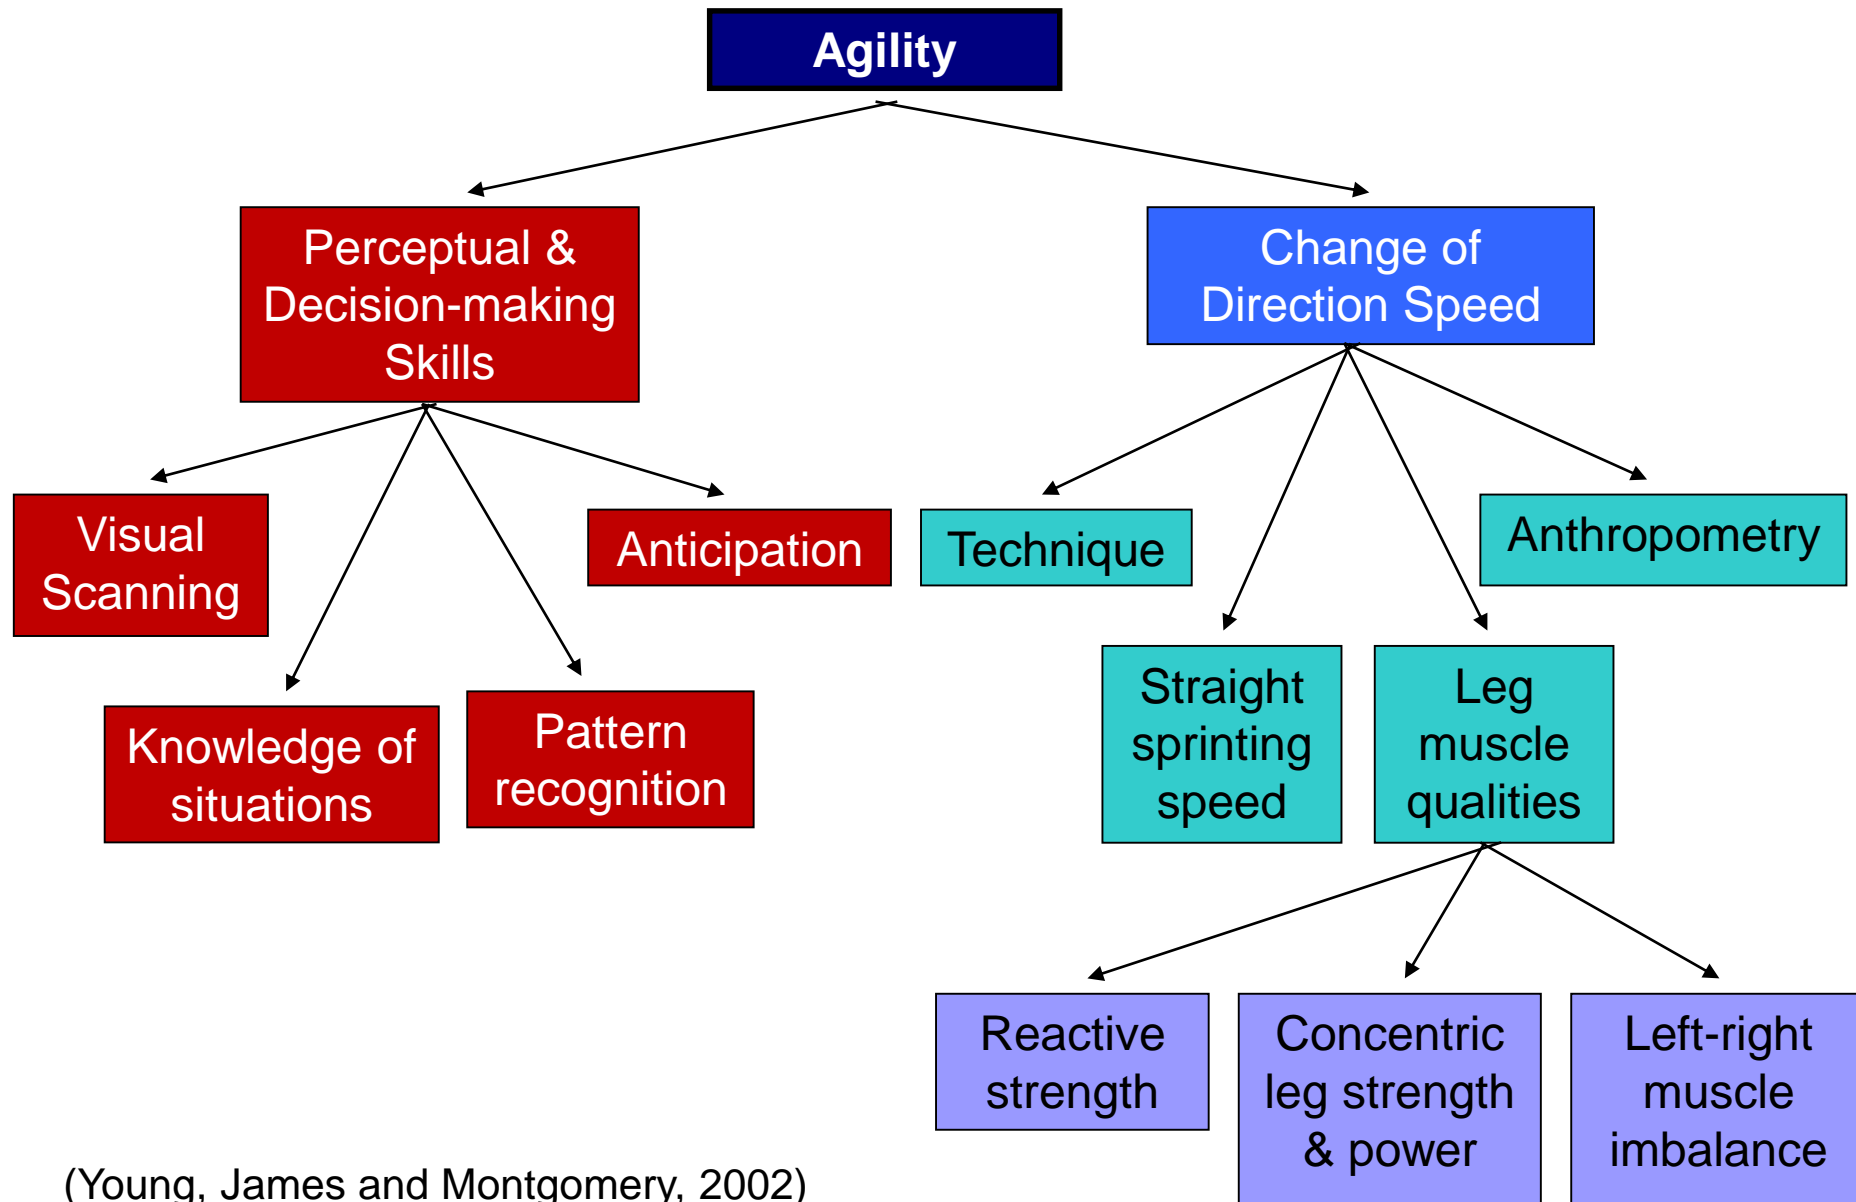 Agility
Perceptual &
Decision-making
Skills
Change of
Direction Speed
Visual
Scanning
Anticipation
Technique
Anthropometry
Knowledge of
situations
Pattern
recognition
Straight
sprinting
speed
Leg
muscle
qualities
Reactive
strength
Concentric
leg strength
& power
Left-right
muscle
imbalance
(Young, James and Montgomery, 2002)